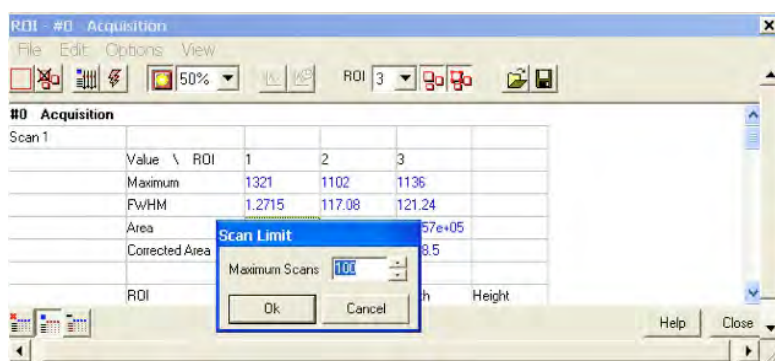 ROI - #0 Acquisition
File Edit Options View
50% ROI 3
#0 Acquisition
Scan 1
Value \ ROI 1 2 3
Maximum 1321 1102 1136
FWHM 1.2715 117.08 121.24
Area 57e+05
Corrected Area 8.5
Scan Limit
Maximum Scans 100
ROI Height
Ok Cancel
Help Close